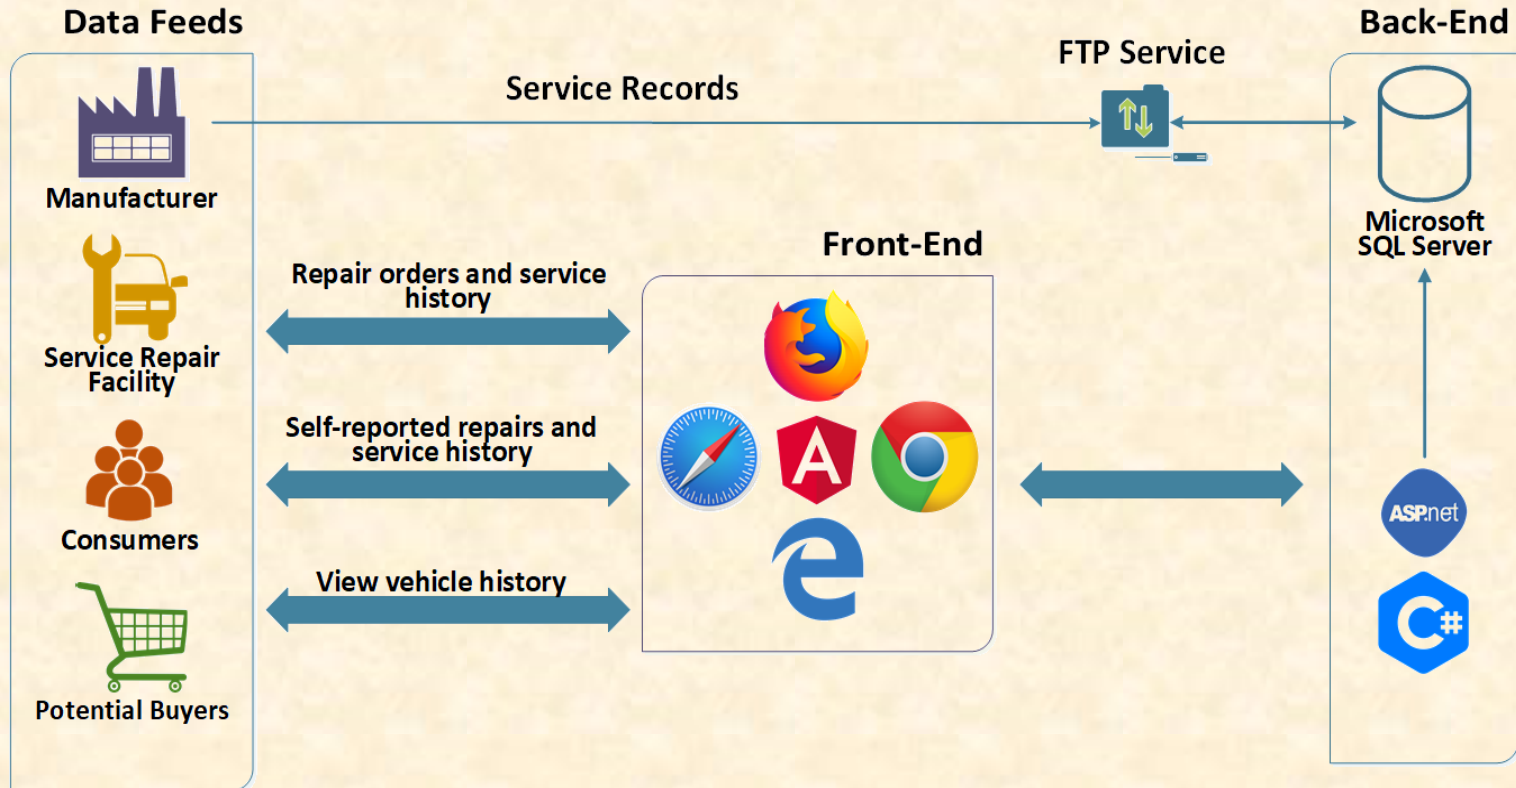 Data Feeds
Back-End
FTP Service
Service Records
Manufacturer
Microsoft
SQL Server
Front-End
Repair orders and service
history
Service Repair
Facility
Self-reported repairs and
service history
A
ASP.net
Consumers
View vehicle history
C#
Potential Buyers